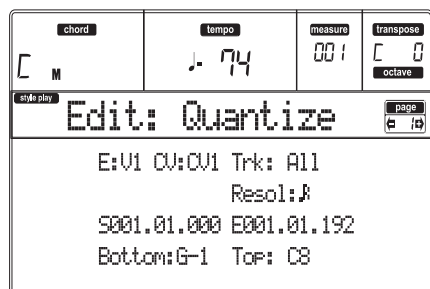 chord tempo measure transpose
C M ♩- 74 001 C 0
octave
style play Edit: Quantize page
1
E:V1 CV:CV1 Trk: All
Resol:
S001.01.000 E001.01.192
Bottom:G-1 Top: C8